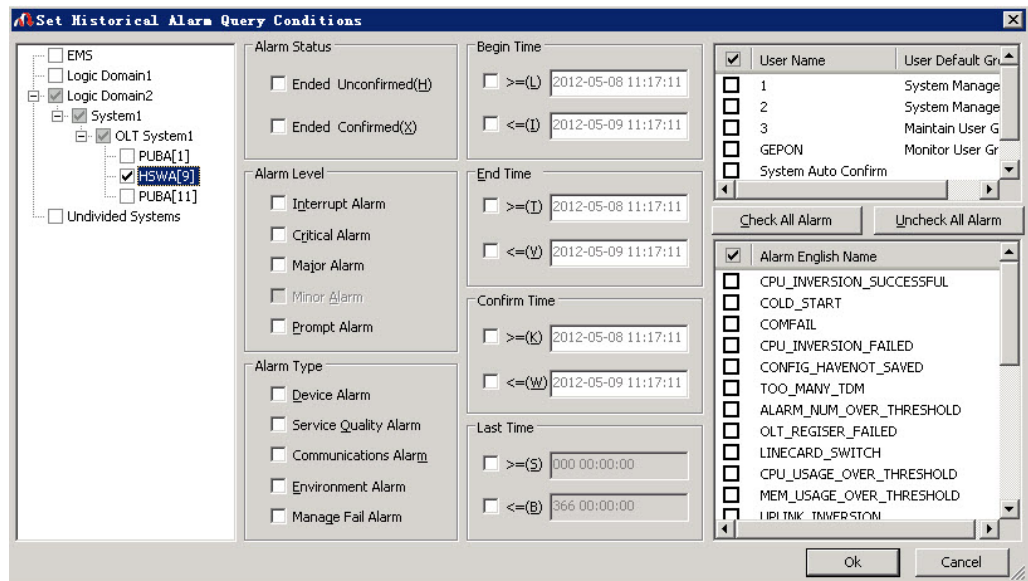 Set Historical Alarm Query Conditions
EMS
Logic Domain1
Logic Domain2
System1
OLT System1
PUBA[1]
HSWA[9]
PUBA[11]
Undivided Systems
Alarm Status
Ended Unconfirmed(H)
Ended Confirmed(X)
Alarm Level
Interrupt Alarm
Critical Alarm
Major Alarm
Minor Alarm
Prompt Alarm
Alarm Type
Device Alarm
Service Quality Alarm
Communications Alarm
Environment Alarm
Manage Fail Alarm
Begin Time
>=(L) 2012-05-08 11:17:11
<=(I) 2012-05-09 11:17:11
End Time
>=(T) 2012-05-08 11:17:11
<=(V) 2012-05-09 11:17:11
Confirm Time
>=(K) 2012-05-08 11:17:11
<=(W) 2012-05-09 11:17:11
Last Time
>=(S) 000 00:00:00
<=(B) 366 00:00:00
User Name User Default Gr
1 System Manage
2 System Manage
3 Maintain User G
GEPON Monitor User Gr
System Auto Confirm
Check All Alarm Uncheck All Alarm
Alarm English Name
CPU_INVERSION_SUCCESSFUL
COLD_START
COMFAIL
CPU_INVERSION_FAILED
CONFIG_HAVENOT_SAVED
TOO_MANY_TDM
ALARM_NUM_OVER_THRESHOLD
OLT_REGISER_FAILED
LINECARD_SWITCH
CPU_USAGE_OVER_THRESHOLD
MEM_USAGE_OVER_THRESHOLD
UPLINK_INVERSION
Ok Cancel